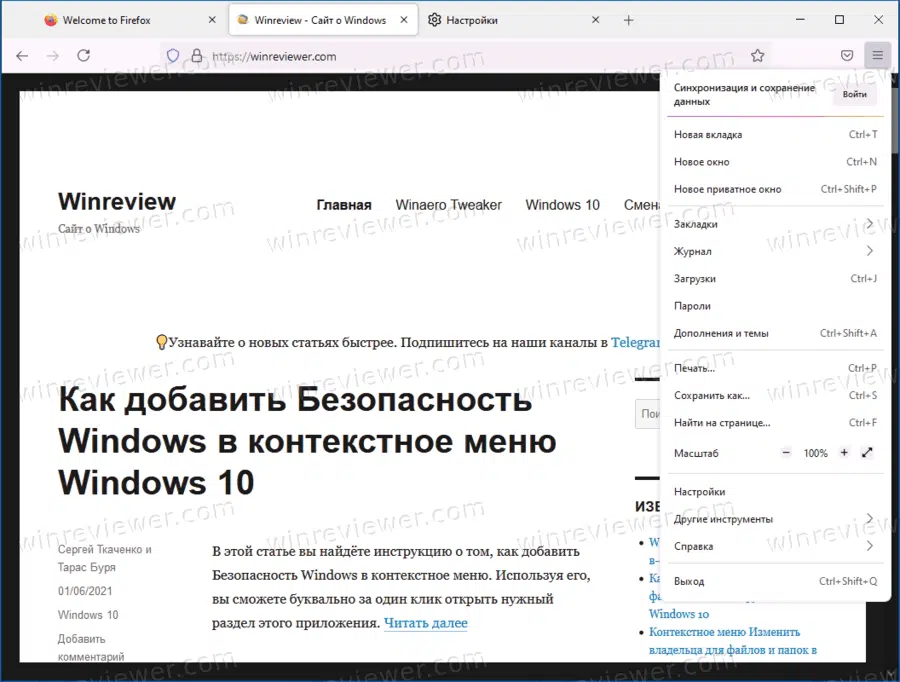 Welcome to Firefox
Winreview - Сайт о Windows
Настройки
https://winreviewer.com
Синхронизация и сохранение
данных
Войти
Новая вкладка Ctrl+T
Новое окно Ctrl+N
Новое приватное окно Ctrl+Shift+P
Закладки
Журнал
Загрузки Ctrl+J
Пароли
Дополнения и темы Ctrl+Shift+A
Печать... Ctrl+P
Сохранить как... Ctrl+S
Найти на странице... Ctrl+F
Масштаб − 100% +
Настройки
Другие инструменты
Справка
Выход Ctrl+Shift+Q
Winreview
Сайт о Windows
Главная Winaero Tweaker Windows 10
Узнавайте о новых статьях быстрее. Подпишитесь на наши каналы в
Как добавить Безопасность
Windows в контекстное меню
Windows 10
Сергей Ткаченко и
Тарас Буря
01/06/2021
Windows 10
Добавить
комментарий
В этой статье вы найдёте инструкцию о том, как добавить
Безопасность Windows в контекстное меню. Используя его,
вы сможете буквально за один клик открыть нужный
раздел этого приложения. Читать далее
Windows 10
Контекстное меню Изменить
владельца для файлов и папок в
winreviewer.com